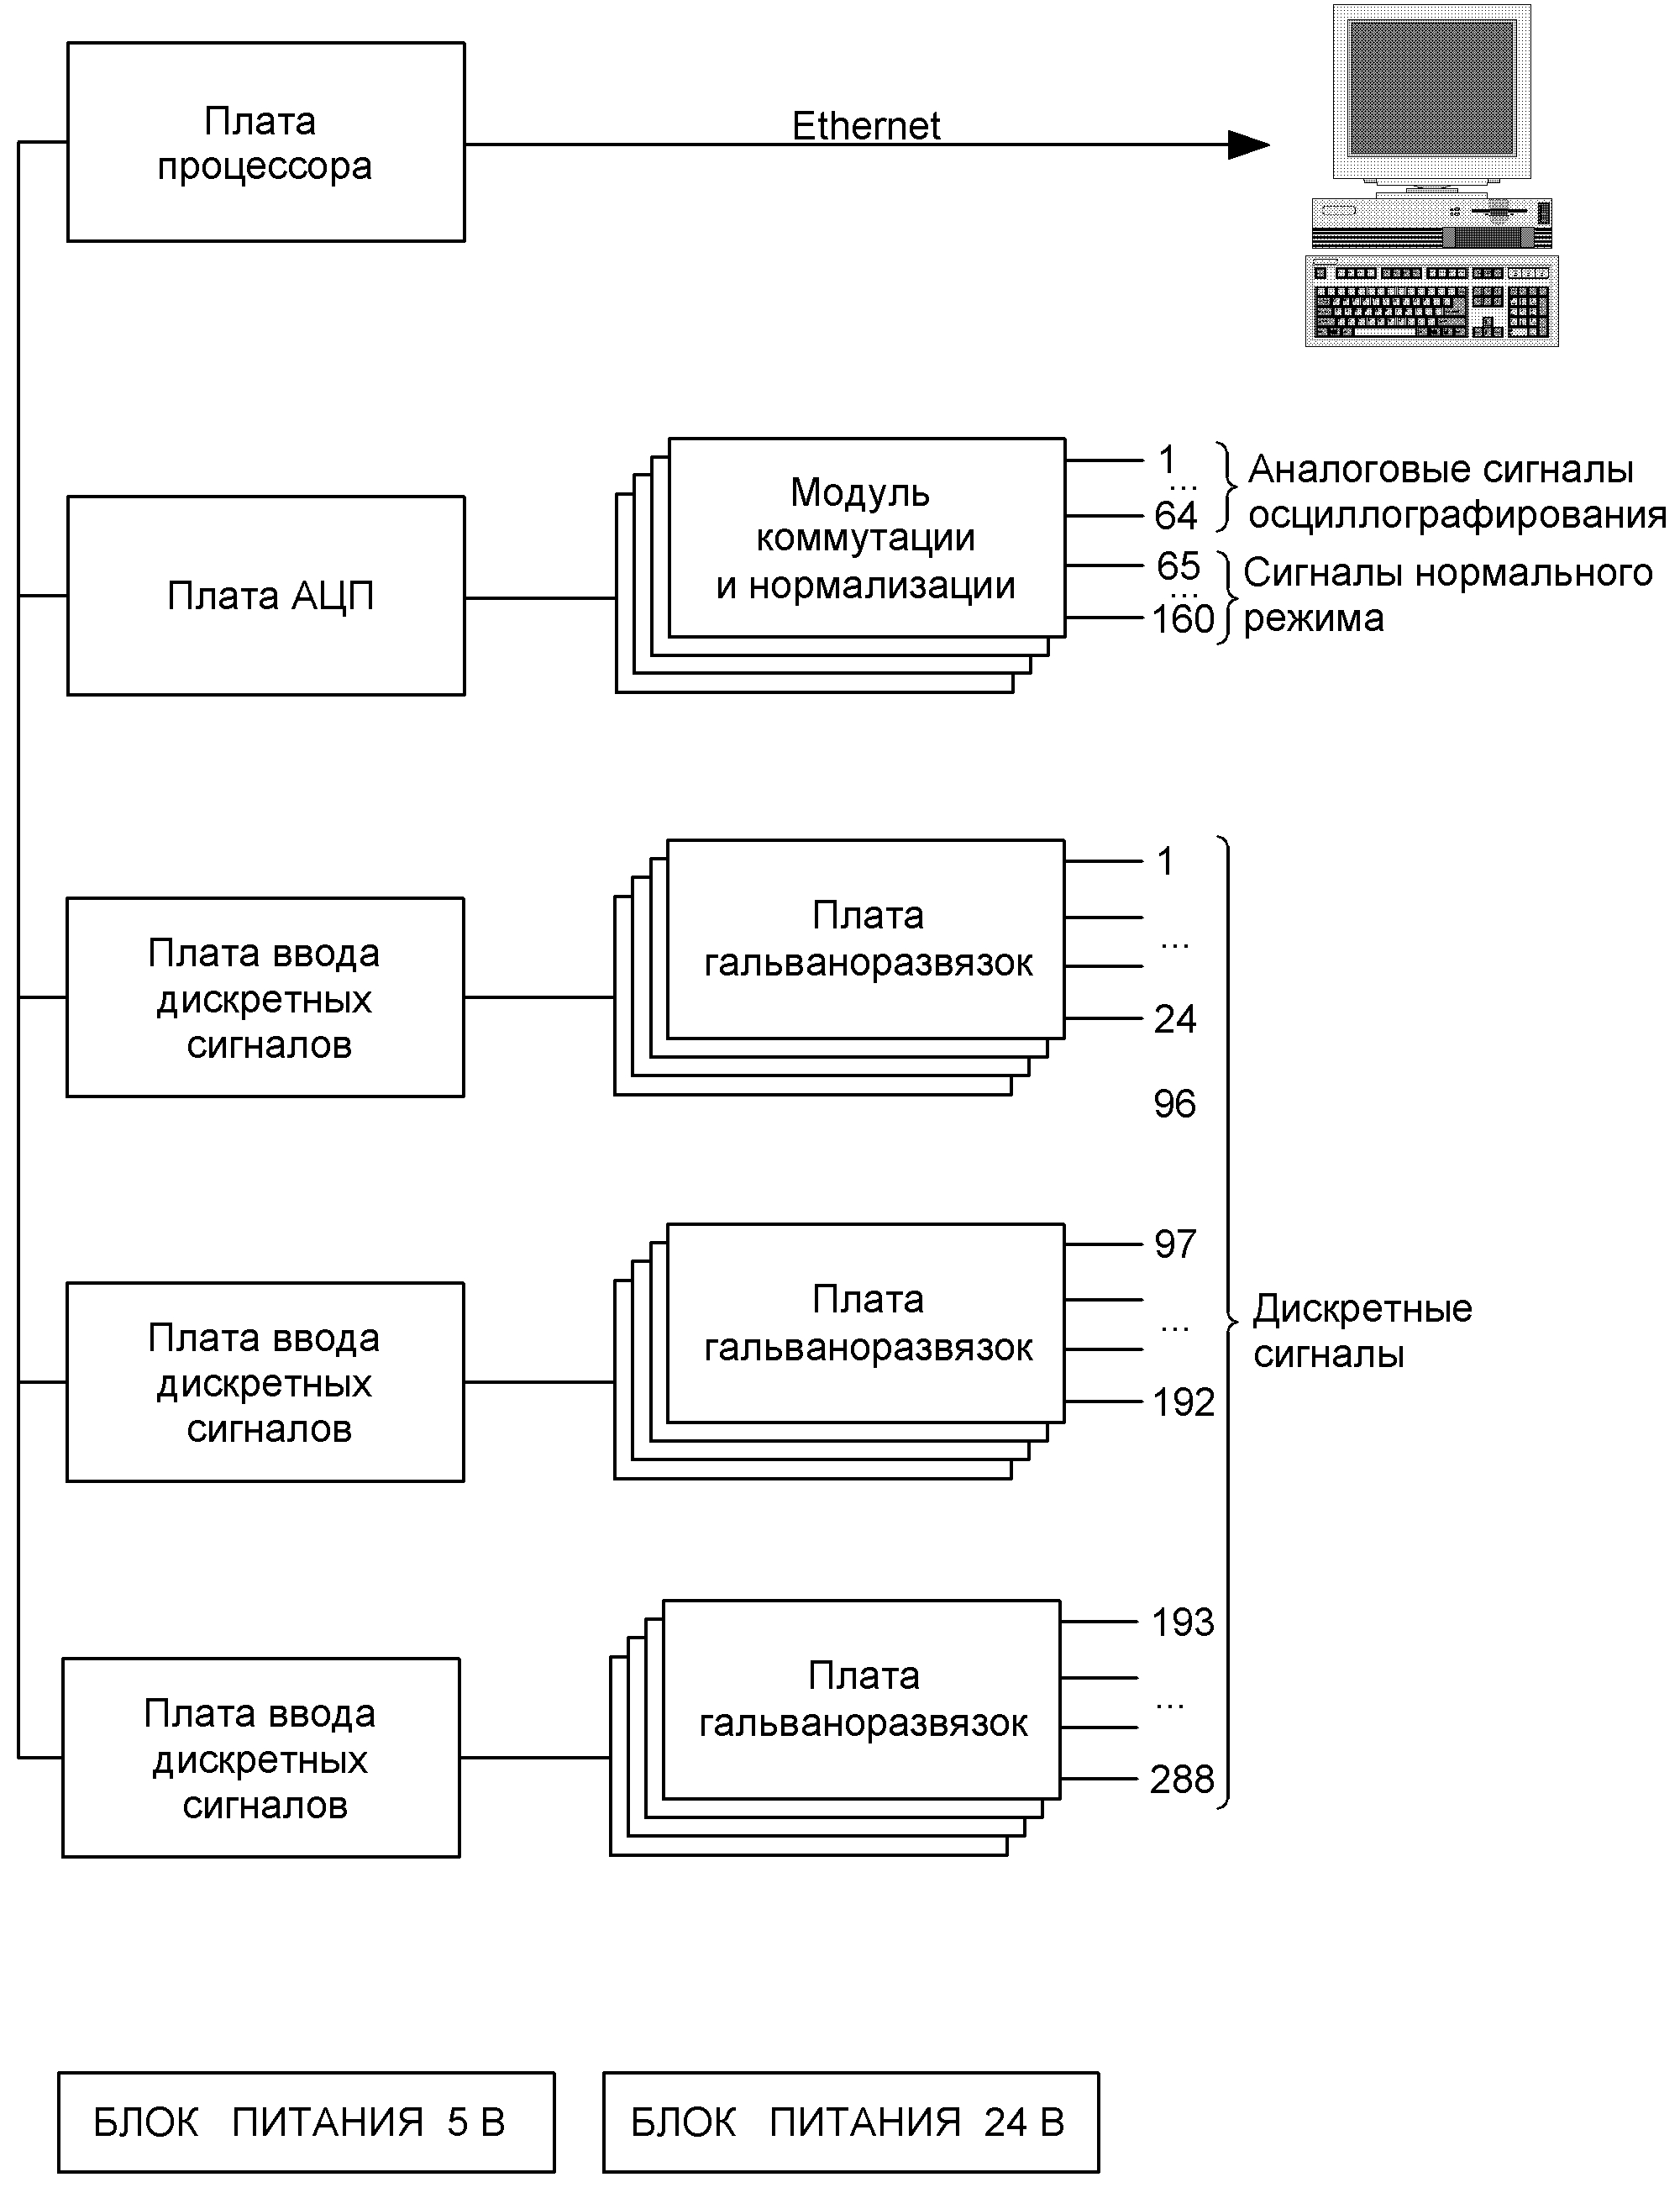 Плата
процессора
Ethernet
Плата АЦП
Модуль
коммутации
и нормализации
1
...
64
65
...
160
Аналоговые сигналы
осциллографирования
Сигналы нормального
режима
Плата ввода
дискретных
сигналов
Плата
гальваноразвязок
1
...
24
96
Плата ввода
дискретных
сигналов
Плата
гальваноразвязок
97
...
192
Дискретные
сигналы
Плата ввода
дискретных
сигналов
Плата
гальваноразвязок
193
...
288
БЛОК ПИТАНИЯ 5 В
БЛОК ПИТАНИЯ 24 В